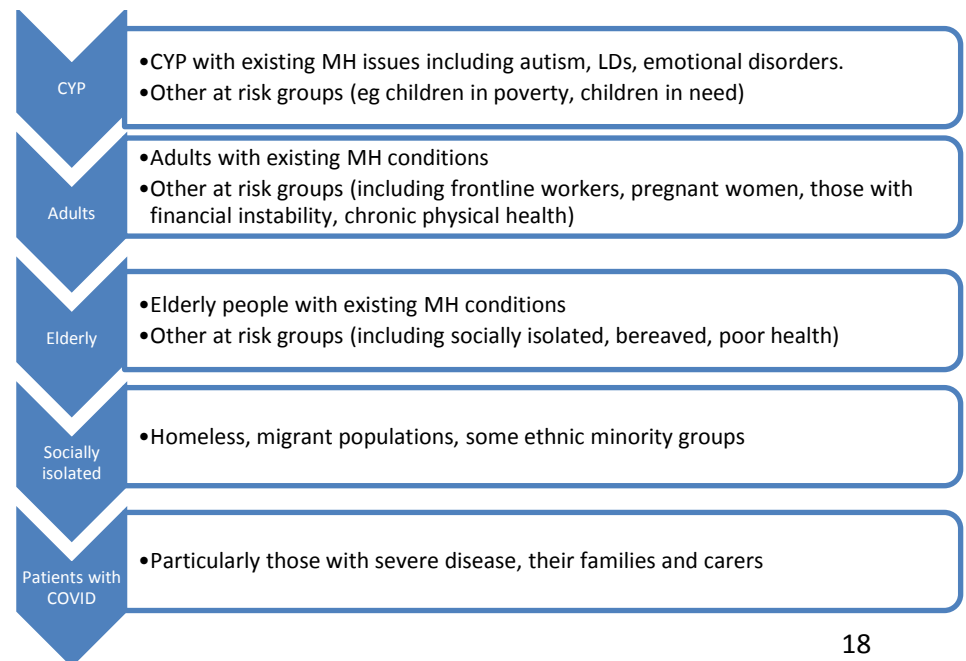 CYP
•CYP with existing MH issues including autism, LDs, emotional disorders.
•Other at risk groups (eg children in poverty, children in need)
Adults
•Adults with existing MH conditions
•Other at risk groups (including frontline workers, pregnant women, those with
financial instability, chronic physical health)
Elderly
•Elderly people with existing MH conditions
•Other at risk groups (including socially isolated, bereaved, poor health)
Socially
isolated
•Homeless, migrant populations, some ethnic minority groups
Patients with
COVID
•Particularly those with severe disease, their families and carers
18